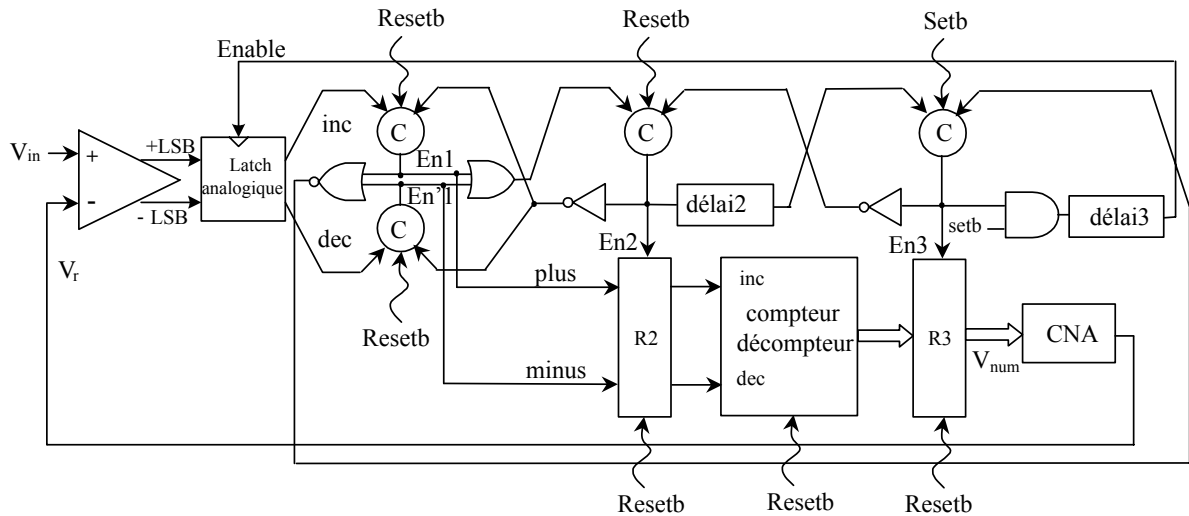 Resetb
Resetb
Setb
Enable
inc
C
C
C
Vin
+
+LSB
Latch
analogique
En1
-
- LSB
En'1
délai2
setb
délai3
dec
C
En2
En3
Vr
plus
inc
Resetb
compteur
décompteur
R2
R3
CNA
Vnum
minus
dec
Resetb
Resetb
Resetb